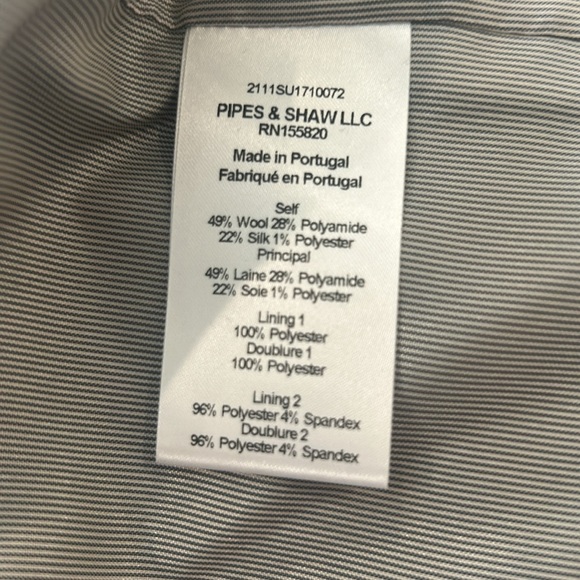 2111SU1710072
PIPES & SHAW LLC
RN155820
Made in Portugal
Fabriqué en Portugal
Self
49% Wool 28% Polyamide
22% Silk 1% Polyester
Principal
49% Laine 28% Polyamide
22% Soie 1% Polyester
Lining 1
100% Polyester
Doublure 1
100% Polyester
Lining 2
96% Polyester 4% Spandex
Doublure 2
96% Polyester 4% Spandex